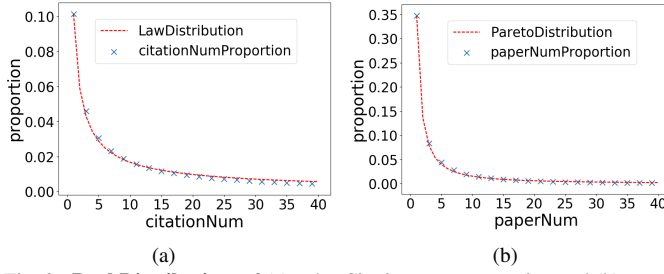 0.10
0.08
0.06
0.04
0.02
0.00
proportion
LawDistribution
citationNumProportion
0 5 10 15 20 25 30 35 40
citationNum
(a)
0.35
0.30
0.25
0.20
0.15
0.10
0.05
0.00
proportion
ParetoDistribution
paperNumProportion
0 5 10 15 20 25 30 35 40
paperNum
(b)